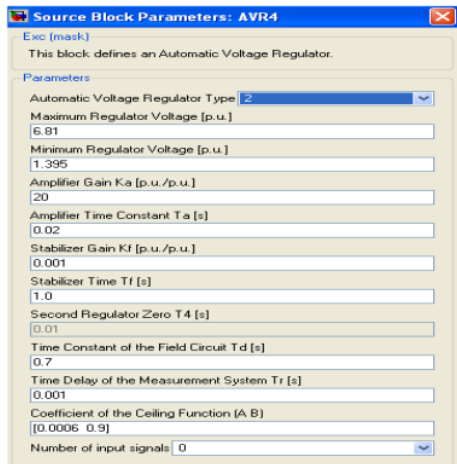 Source Block Parameters: AVR4
Exc (mask)
This block defines an Automatic Voltage Regulator.
Parameters
Automatic Voltage Regulator Type 2
Maximum Regulator Voltage [p.u.]
6.81
Minimum Regulator Voltage [p.u.]
1.395
Amplifier Gain Ka [p.u./p.u.]
20
Amplifier Time Constant Ta [s]
0.02
Stabilizer Gain Kf [p.u./p.u.]
0.001
Stabilizer Time Tf [s]
1.0
Second Regulator Zero T4 [s]
0.01
Time Constant of the Field Circuit Td [s]
0.7
Time Delay of the Measurement System Tr [s]
0.001
Coefficient of the Ceiling Function (A B)
[0.0006 0.9]
Number of input signals 0